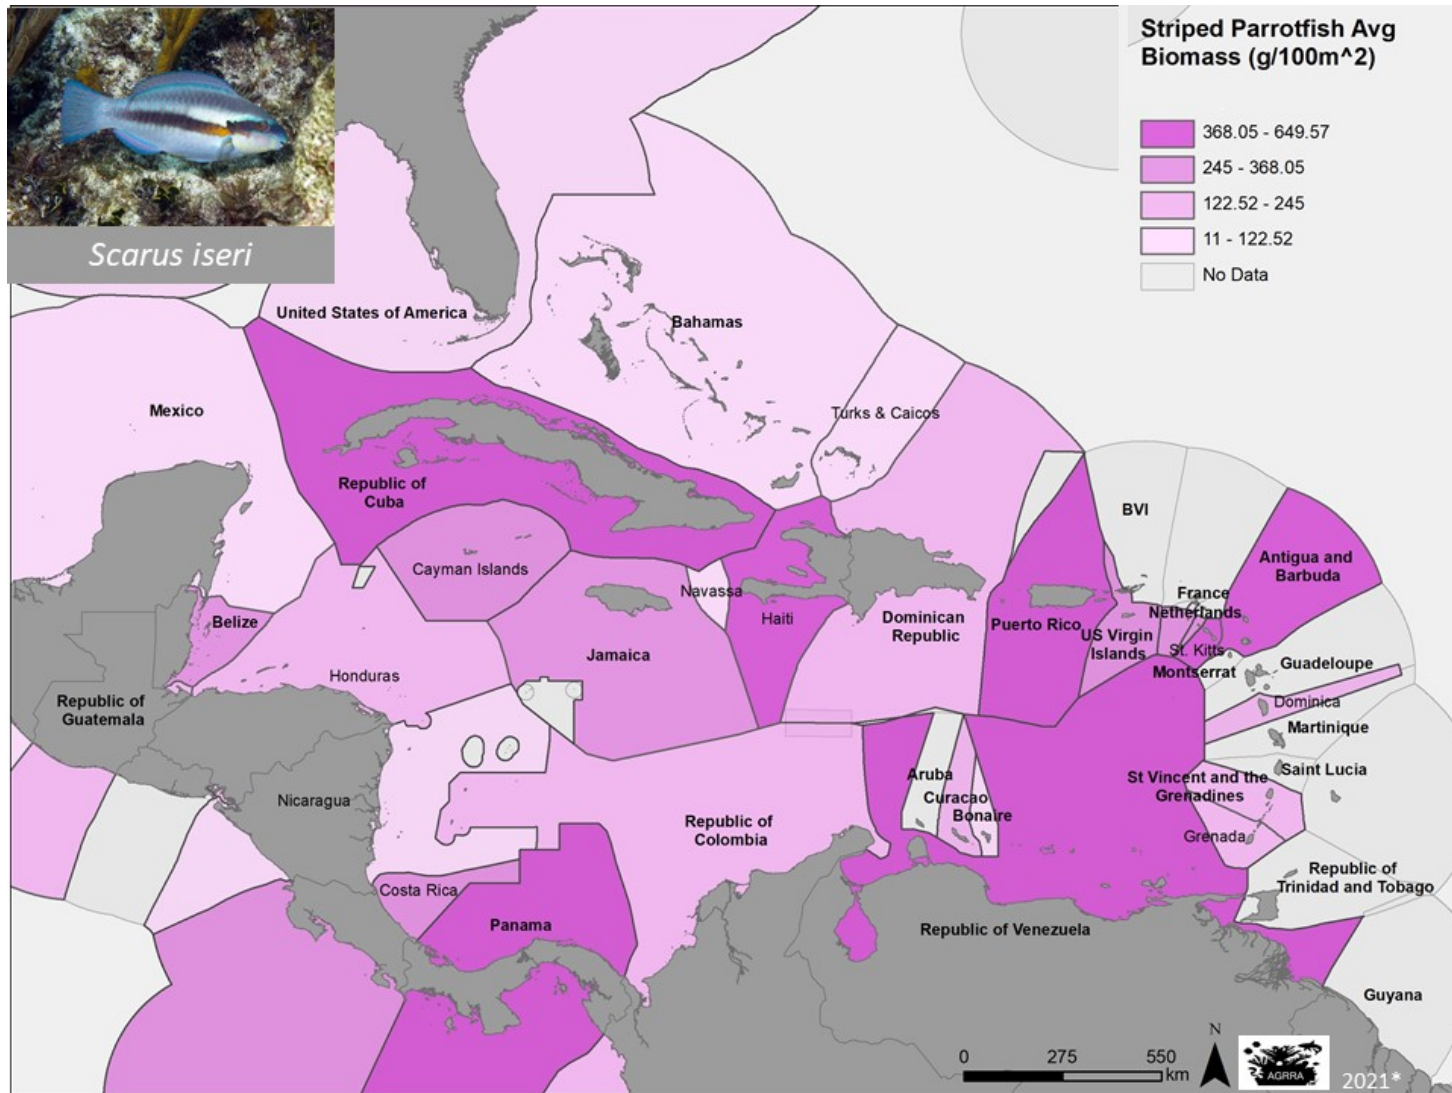 Scarus iseri
Striped Parrotfish Avg
Biomass (g/100m^2)
368.05 - 649.57
245 - 368.05
122.52 - 245
11 - 122.52
No Data
United States of America
Bahamas
Mexico
Turks & Caicos
Republic of
Cuba
BVI
Cayman Islands
Antigua and
Barbuda
Navassa
France
Netherlands
Belize
Haiti
Dominican
Republic
Puerto Rico
US Virgin
Islands
St. Kitts
Jamaica
Honduras
Montserrat
Guadeloupe
Republic of
Guatemala
Dominica
Martinique
Aruba
Saint Lucia
St Vincent and the
Grenadines
Nicaragua
Curacao
Bonaire
Republic of
Colombia
Grenada
Costa Rica
Republic of
Trinidad and Tobago
Panama
Republic of Venezuela
Guyana
N
0 275 550
km
AGRRA
2021*